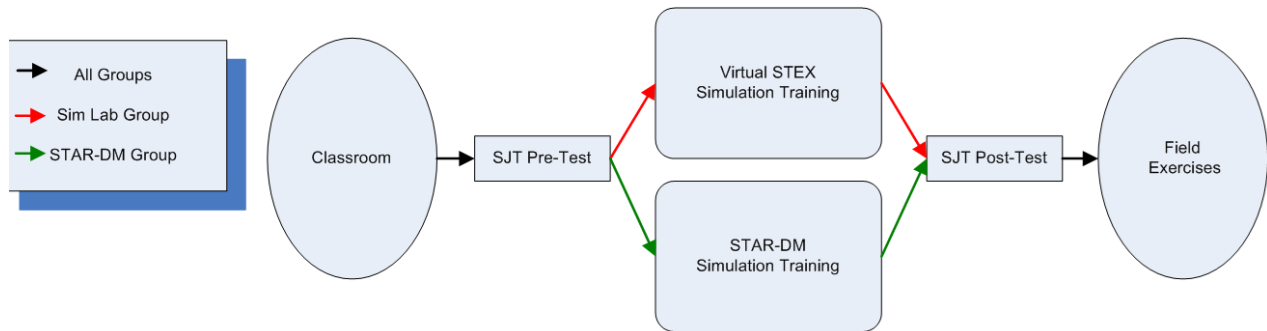 All Groups
Sim Lab Group
STAR-DM Group
Classroom
SJT Pre-Test
Virtual STEX
Simulation Training
STAR-DM
Simulation Training
SJT Post-Test
Field
Exercises